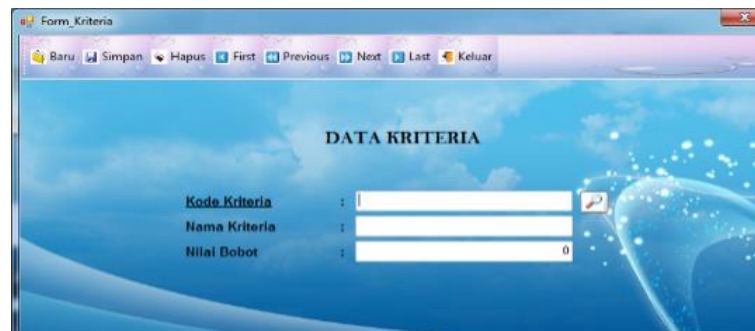 Form_Kriteria
Baru Simpan Hapus First Previous Next Last Keluar
DATA KRITERIA
Kode Kriteria :
Nama Kriteria :
Nilai Bobot : 0